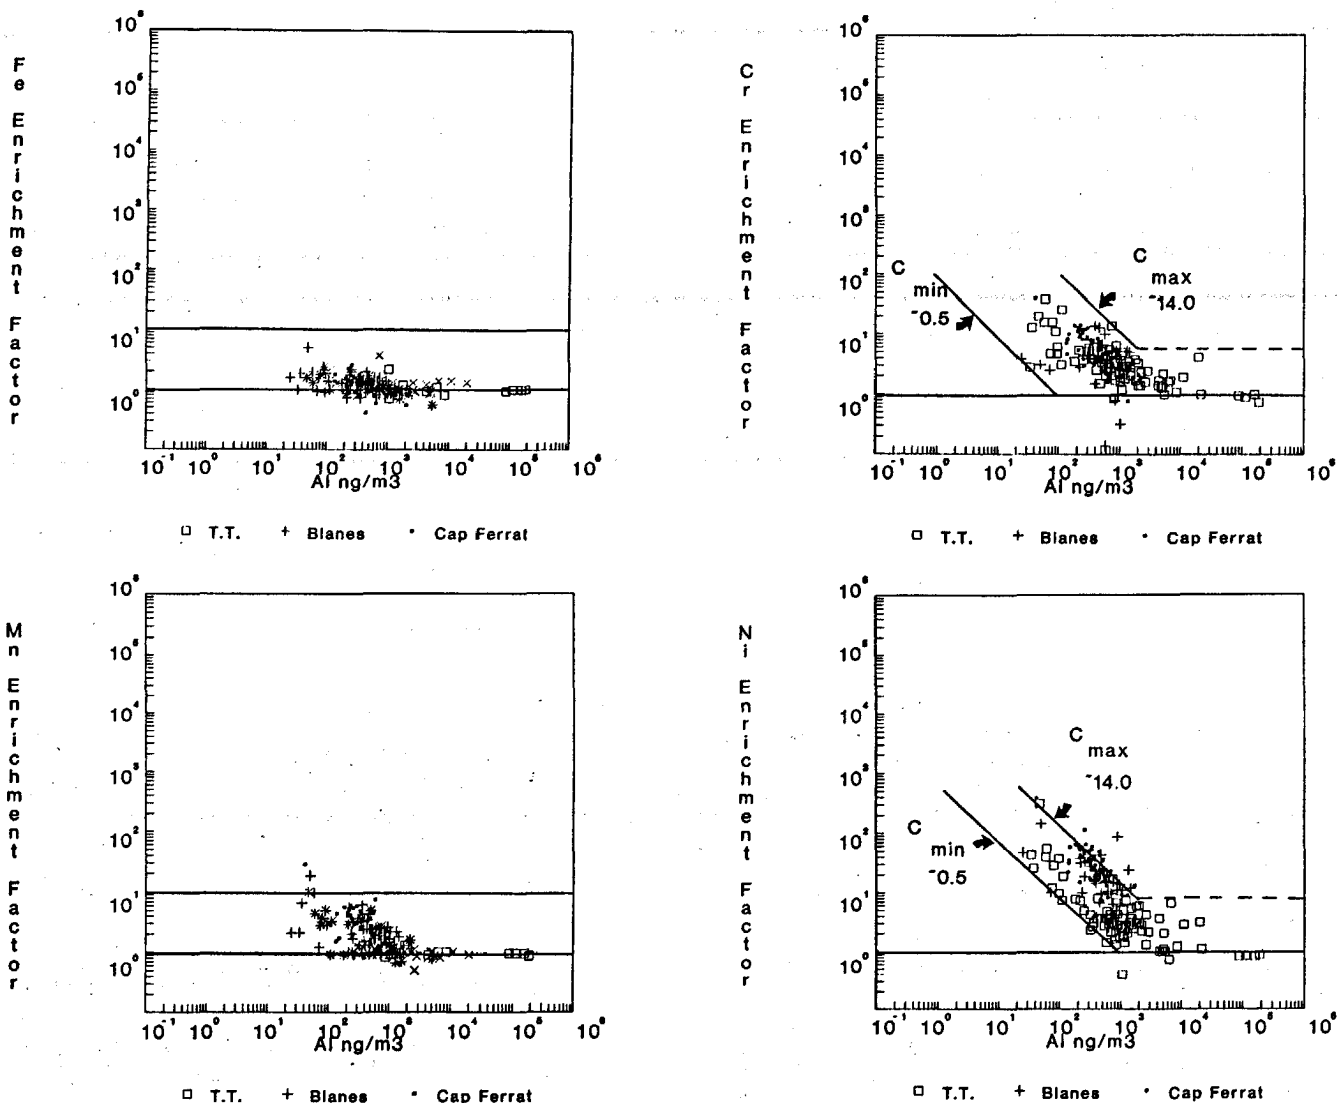 Fe Enrichment Factor
10⁶
10⁵
10⁴
10³
10²
10¹
10⁰
10⁻¹ 10⁰ 10¹ 10² 10³ 10⁴ 10⁵ 10⁶
Al ng/m3
□ T.T. + Blanes · Cap Ferrat
Cr Enrichment Factor
10⁶
10⁵
10⁴
10³
10²
10¹
10⁰
C min ~0.5
C max ~14.0
10⁻¹ 10⁰ 10¹ 10² 10³ 10⁴ 10⁵ 10⁶
Al ng/m3
□ T.T. + Blanes · Cap Ferrat
Mn Enrichment Factor
10⁶
10⁵
10⁴
10³
10²
10¹
10⁰
10⁻¹ 10⁰ 10¹ 10² 10³ 10⁴ 10⁵ 10⁶
Al ng/m3
□ T.T. + Blanes · Cap Ferrat
Ni Enrichment Factor
10⁶
10⁵
10⁴
10³
10²
10¹
10⁰
C max ~14.0
C min ~0.5
10⁻¹ 10⁰ 10¹ 10² 10³ 10⁴ 10⁵ 10⁶
Al ng/m3
□ T.T. + Blanes · Cap Ferrat